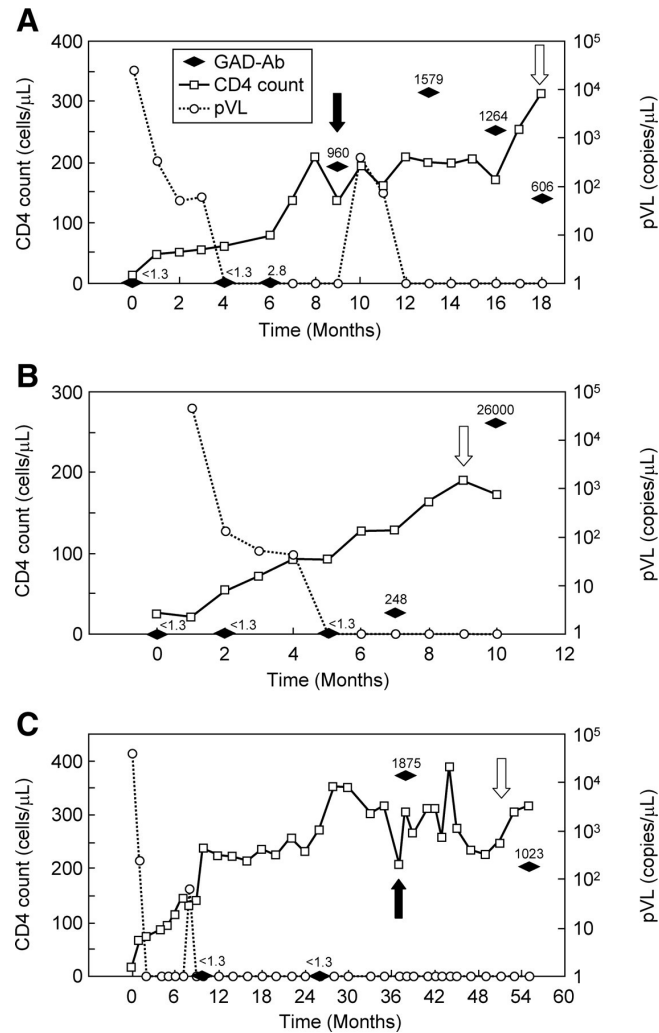 A
400
300
200
100
0
CD4 count (cells/μL)
GAD-Ab
CD4 count
pVL
<1.3
<1.3
2.8
960
1579
1264
606
10⁵
10⁴
10³
10²
10
1
pVL (copies/μL)
0 2 4 6 8 10 12 14 16 18
Time (Months)
B
300
200
100
0
CD4 count (cells/μL)
<1.3
<1.3
<1.3
248
26000
10⁵
10⁴
10³
10²
10
1
pVL (copies/μL)
0 2 4 6 8 10 12
Time (Months)
C
400
300
200
100
0
CD4 count (cells/μL)
<1.3
<1.3
1875
1023
10⁵
10⁴
10³
10²
10
1
pVL (copies/μL)
0 6 12 18 24 30 36 42 48 54 60
Time (Months)